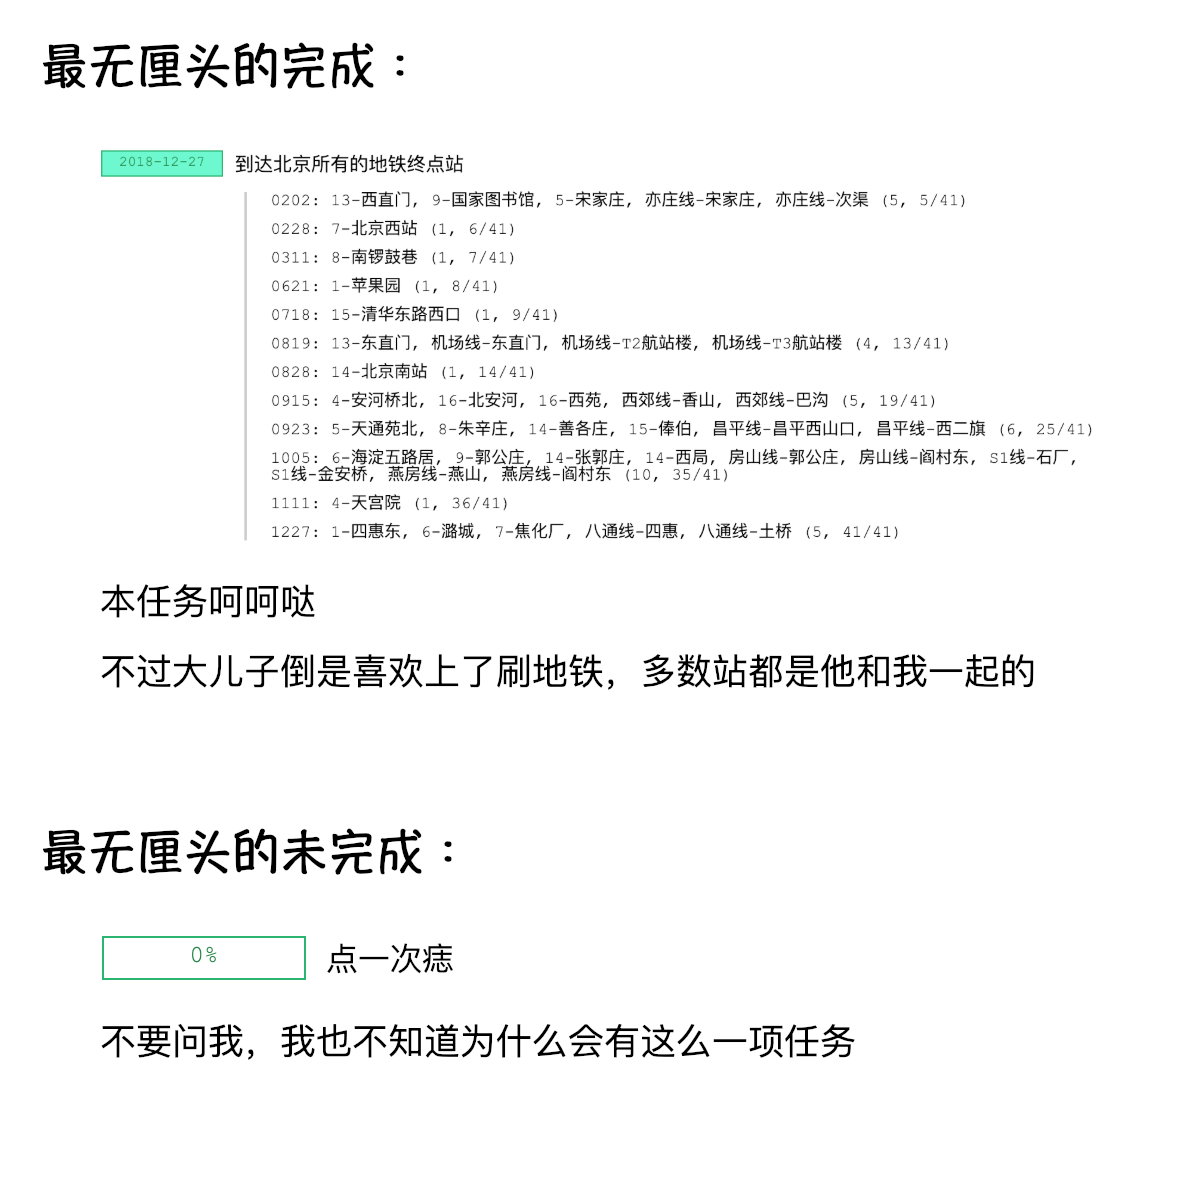 最无厘头的完成：
2018-12-27 到达北京所有的地铁终点站
0202: 13-西直门, 9-国家图书馆, 5-宋家庄, 亦庄线-宋家庄, 亦庄线-次渠 (5, 5/41)
0228: 7-北京西站 (1, 6/41)
0311: 8-南锣鼓巷 (1, 7/41)
0621: 1-苹果园 (1, 8/41)
0718: 15-清华东路西口 (1, 9/41)
0819: 13-东直门, 机场线-东直门, 机场线-T2航站楼, 机场线-T3航站楼 (4, 13/41)
0828: 14-北京南站 (1, 14/41)
0915: 4-安河桥北, 16-北安河, 16-西苑, 西郊线-香山, 西郊线-巴沟 (5, 19/41)
0923: 5-天通苑北, 8-朱辛庄, 14-善各庄, 15-俸伯, 昌平线-昌平西山口, 昌平线-西二旗 (6, 25/41)
1005: 6-海淀五路居, 9-郭公庄, 14-张郭庄, 14-西局, 房山线-郭公庄, 房山线-阎村东, S1线-石厂,
S1线-金安桥, 燕房线-燕山, 燕房线-阎村东 (10, 35/41)
1111: 4-天宫院 (1, 36/41)
1227: 1-四惠东, 6-潞城, 7-焦化厂, 八通线-四惠, 八通线-土桥 (5, 41/41)
本任务呵呵哒
不过大儿子倒是喜欢上了刷地铁，多数站都是他和我一起的
最无厘头的未完成：
0% 点一次痣
不要问我，我也不知道为什么会有这么一项任务